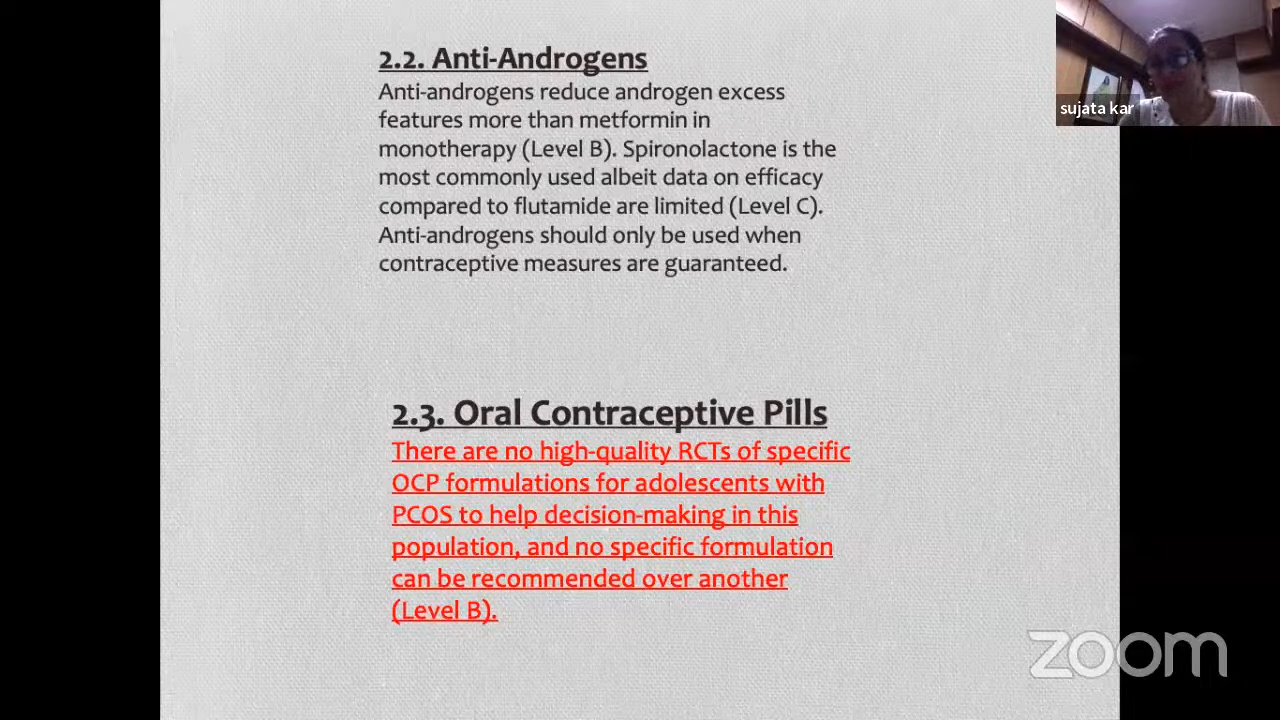 2.2. Anti-Androgens
Anti-androgens reduce androgen excess
features more than metformin in
monotherapy (Level B). Spironolactone is the
most commonly used albeit data on efficacy
compared to flutamide are limited (Level C).
Anti-androgens should only be used when
contraceptive measures are guaranteed.
sujata kar
2.3. Oral Contraceptive Pills
There are no high-quality RCTs of specific
OCP formulations for adolescents with
PCOS to help decision-making in this
population, and no specific formulation
can be recommended over another
(Level B).
zoom